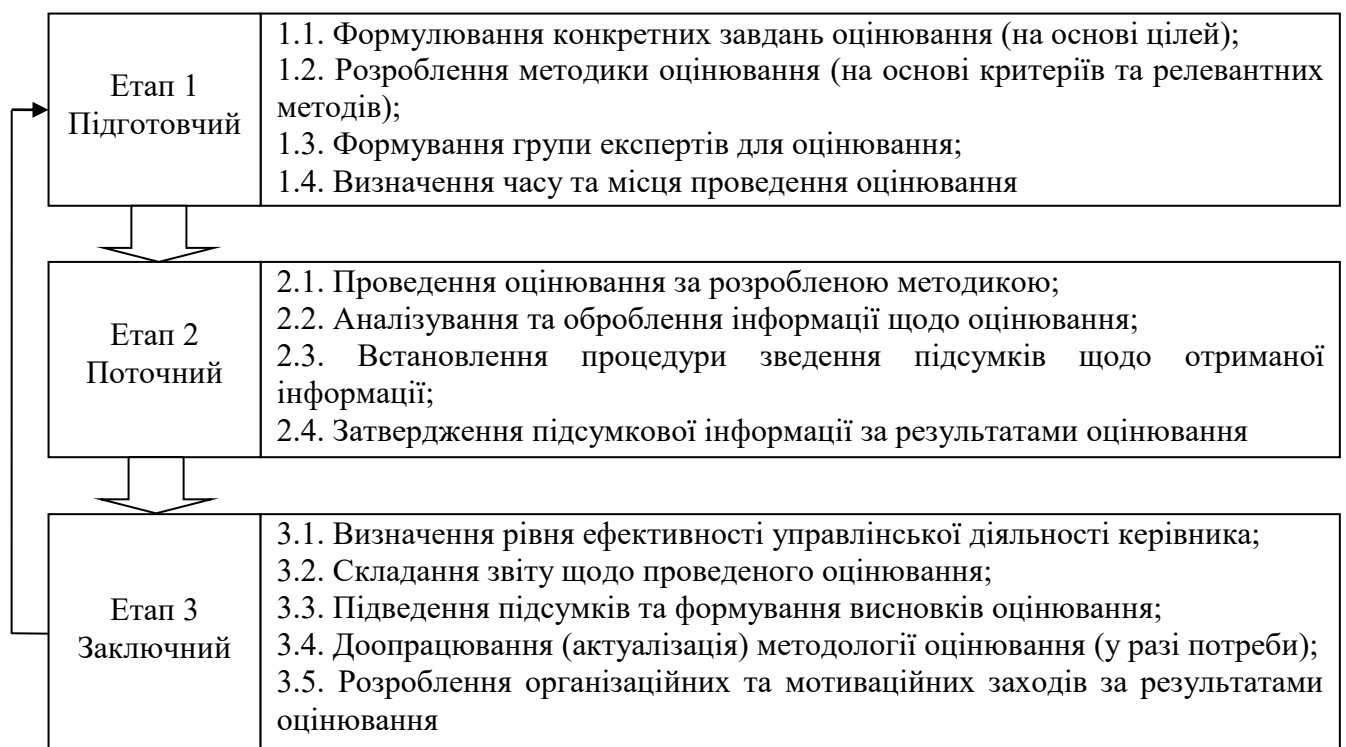 Етап 1
Підготовчий
1.1. Формулювання конкретних завдань оцінювання (на основі цілей);
1.2. Розроблення методики оцінювання (на основі критеріїв та релевантних
методів);
1.3. Формування групи експертів для оцінювання;
1.4. Визначення часу та місця проведення оцінювання
Етап 2
Поточний
2.1. Проведення оцінювання за розробленою методикою;
2.2. Аналізування та оброблення інформації щодо оцінювання;
2.3. Встановлення процедури зведення підсумків щодо отриманої
інформації;
2.4. Затвердження підсумкової інформації за результатами оцінювання
Етап 3
Заключний
3.1. Визначення рівня ефективності управлінської діяльності керівника;
3.2. Складання звіту щодо проведеного оцінювання;
3.3. Підведення підсумків та формування висновків оцінювання;
3.4. Доопрацювання (актуалізація) методології оцінювання (у разі потреби);
3.5. Розроблення організаційних та мотиваційних заходів за результатами
оцінювання